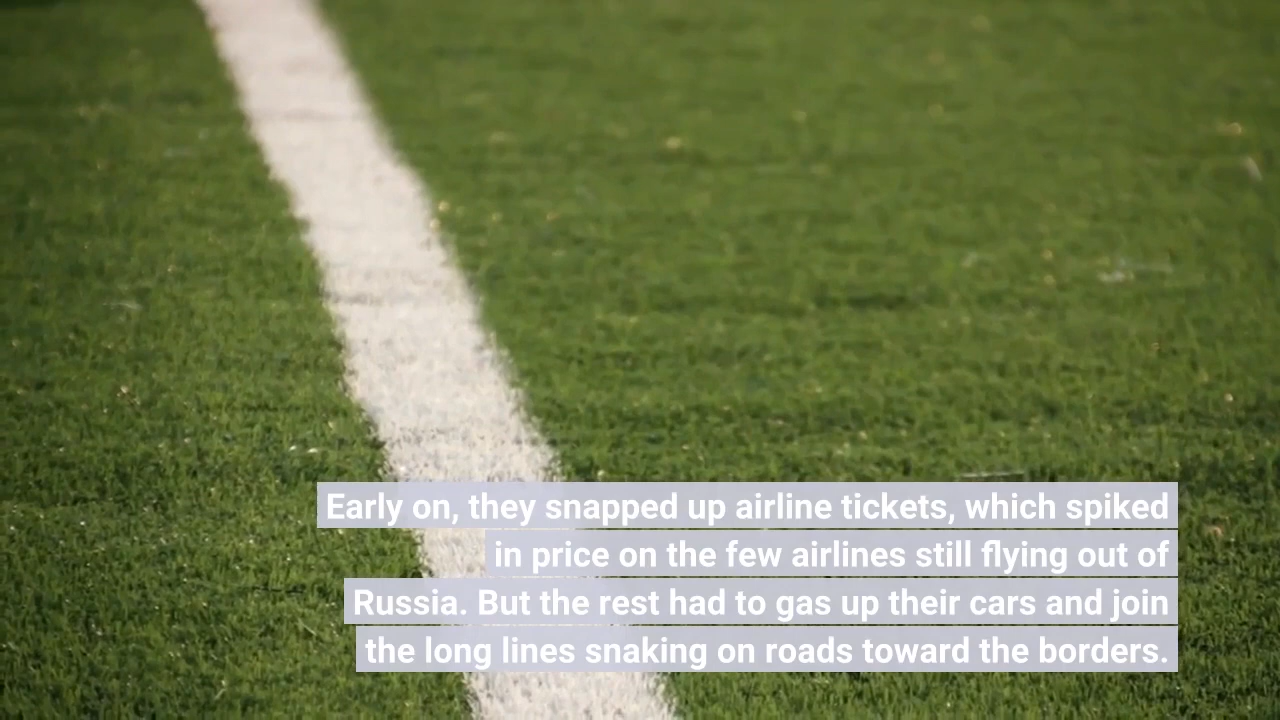 Early on, they snapped up airline tickets, which spiked
in price on the few airlines still flying out of
Russia. But the rest had to gas up their cars and join
the long lines snaking on roads toward the borders.